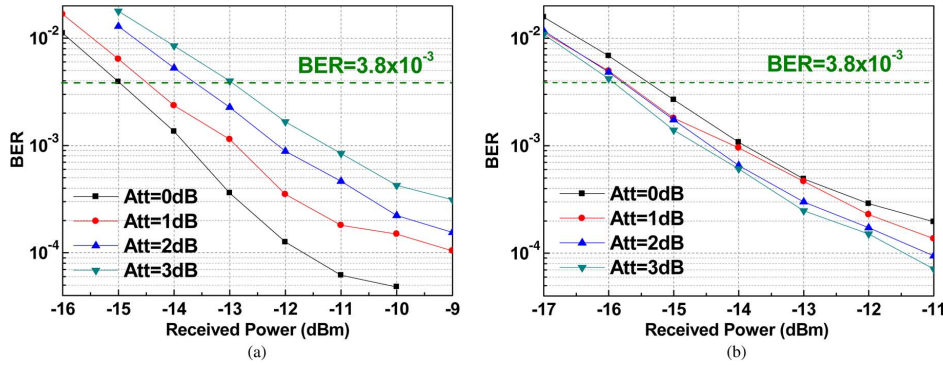 BER=3.8x10⁻³
10⁻²
10⁻³
10⁻⁴
BER
Att=0dB
Att=1dB
Att=2dB
Att=3dB
-16 -15 -14 -13 -12 -11 -10 -9
Received Power (dBm)
(a)
BER=3.8x10⁻³
10⁻²
10⁻³
10⁻⁴
BER
Att=0dB
Att=1dB
Att=2dB
Att=3dB
-17 -16 -15 -14 -13 -12 -11
Received Power (dBm)
(b)